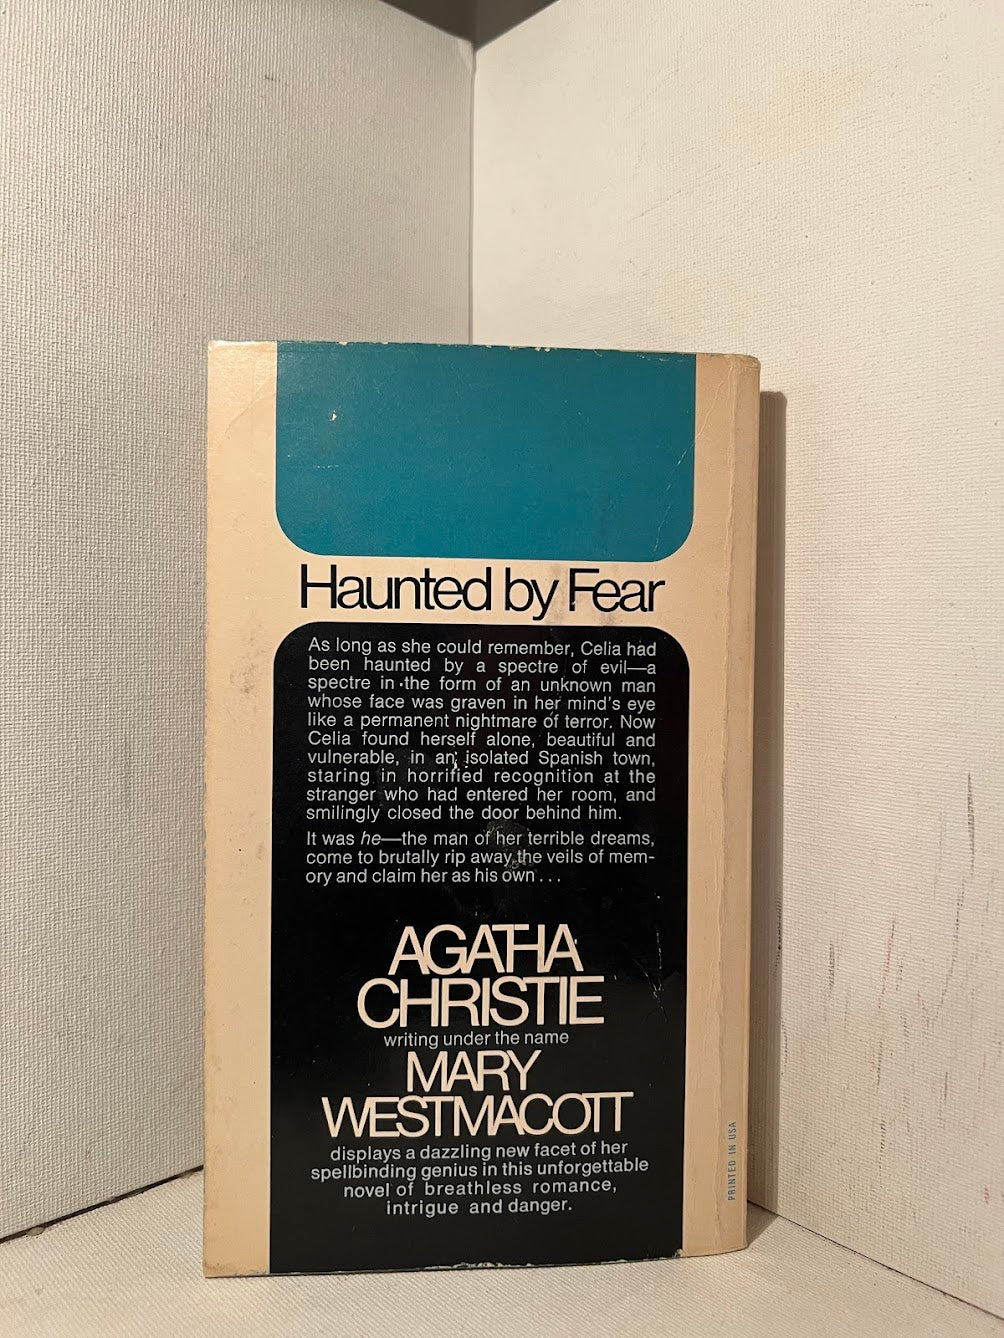 Haunted by Fear
As long as she could remember, Celia had
been haunted by a spectre of evil—a
spectre in the form of an unknown man
whose face was graven in her mind's eye
like a permanent nightmare of terror. Now
Celia found herself alone, beautiful and
vulnerable, in an isolated Spanish town,
staring in horrified recognition at the
stranger who had entered her room, and
smilingly closed the door behind him.
It was he—the man of her terrible dreams,
come to brutally rip away the veils of mem-
ory and claim her as his own . . .
AGATHA
CHRISTIE
writing under the name
MARY
WESTMACOTT
displays a dazzling new facet of her
spellbinding genius in this unforgettable
novel of breathless romance,
intrigue and danger.
PRINTED IN USA